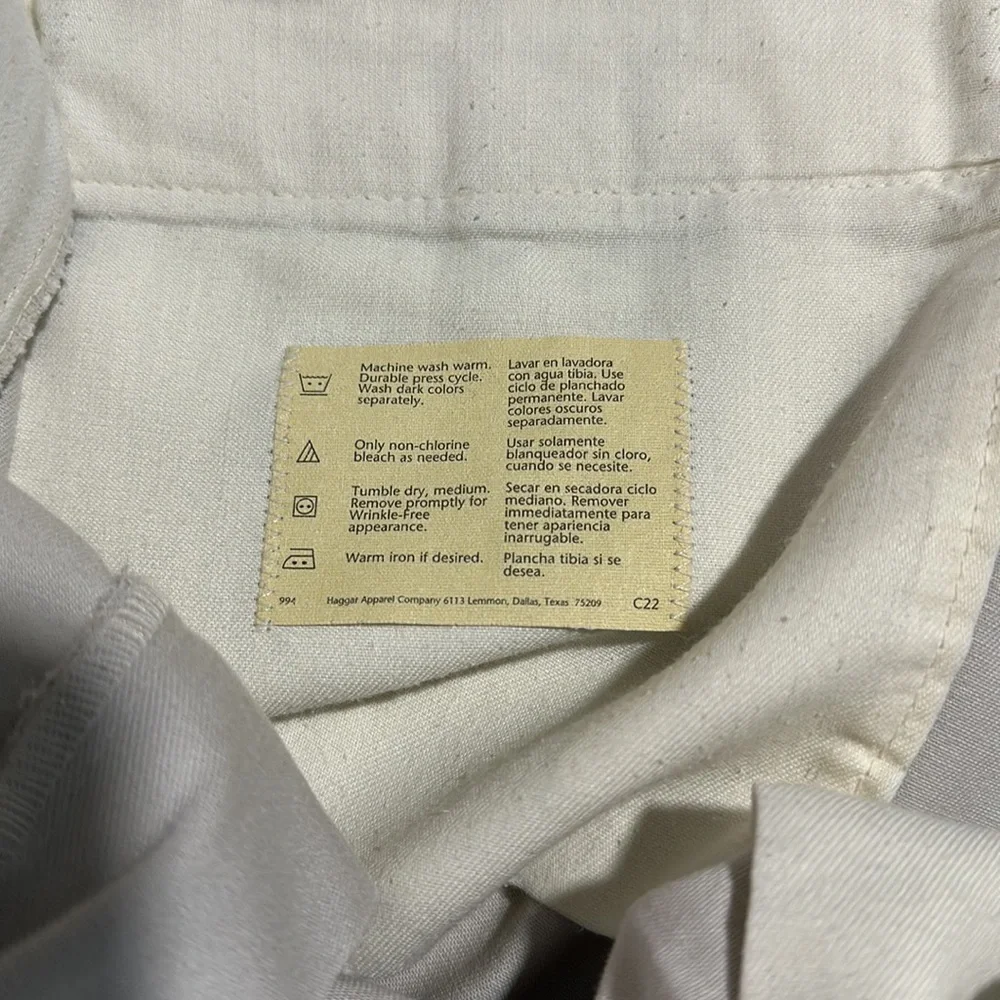 Machine wash warm.
Durable press cycle.
Wash dark colors
separately.
Lavar en lavadora
con agua tibia. Use
ciclo de planchado
permanente. Lavar
colores oscuros
separadamente.
Only non-chlorine
bleach as needed.
Usar solamente
blanqueador sin cloro,
cuando se necesite.
Tumble dry, medium.
Remove promptly for
Wrinkle-Free
appearance.
Secar en secadora ciclo
mediano. Remover
immediatamente para
tener apariencia
inarrugable.
Warm iron if desired.
Plancha tibia si se
desea.
994 Haggar Apparel Company 6113 Lemmon, Dallas, Texas 75209 C22